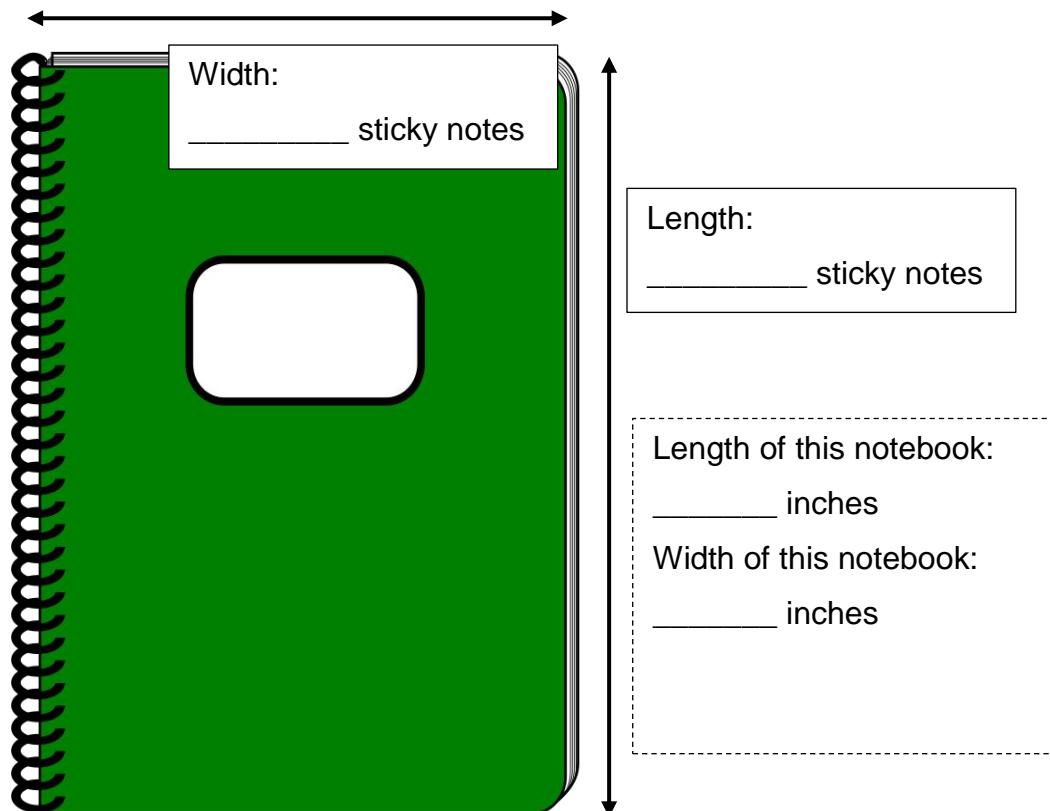 Width:
_________ sticky notes
Length:
_________ sticky notes
Length of this notebook:
_______ inches
Width of this notebook:
_______ inches